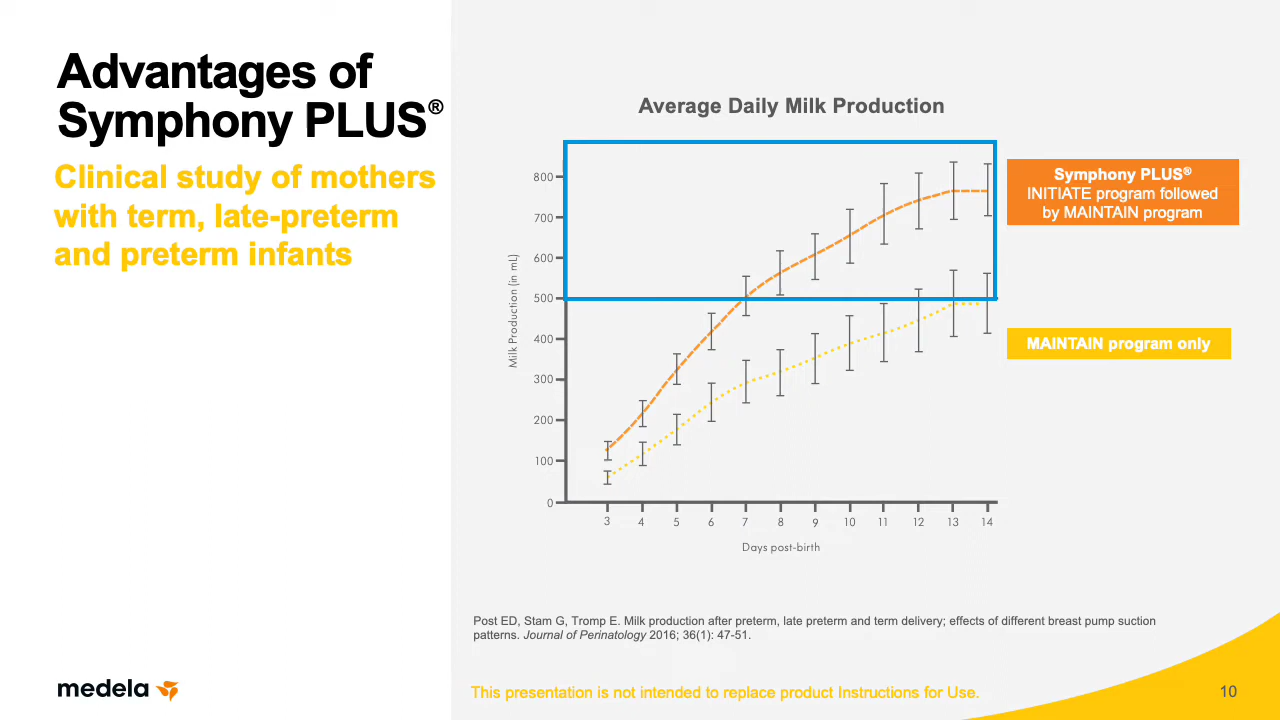 Advantages of
Symphony PLUS®
Clinical study of mothers
with term, late-preterm
and preterm infants
Average Daily Milk Production
800
700
600
500
400
300
200
100
0
Milk Production (in mL)
3 4 5 6 7 8 9 10 11 12 13 14
Days post-birth
Symphony PLUS®
INITIATE program followed
by MAINTAIN program
MAINTAIN program only
Post ED, Stam G, Tromp E. Milk production after preterm, late preterm and term delivery; effects of different breast pump suction
patterns. Journal of Perinatology 2016; 36(1): 47-51.
medela
This presentation is not intended to replace product Instructions for Use.
10